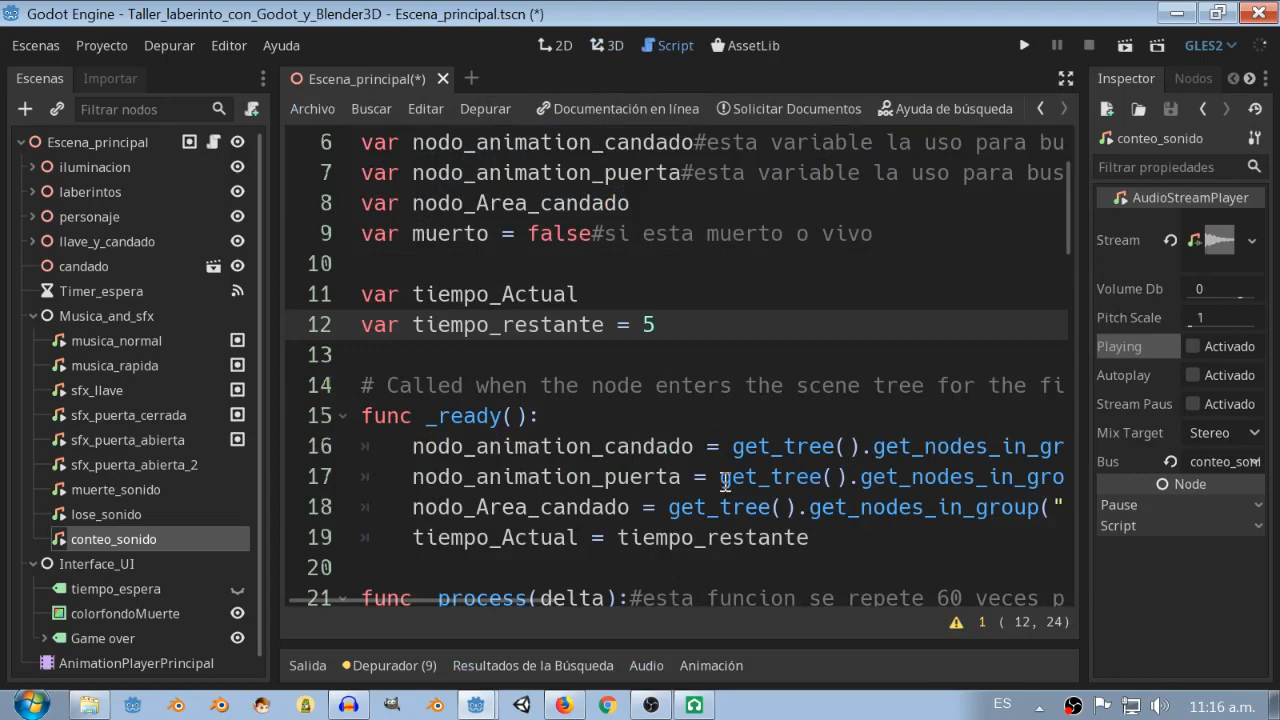 Godot Engine - Taller_laberinto_con_Godot_y_Blender3D - Escena_principal.tscn (*)
Escenas Proyecto Depurar Editor Ayuda 2D 3D Script AssetLib GLES2
Escenas Importar
Filtrar nodos
Escena_principal
iluminacion
laberintos
personaje
llave_y_candado
candado
Timer_espera
Musica_and_sfx
musica_normal
musica_rapida
sfx_llave
sfx_puerta_cerrada
sfx_puerta_abierta
sfx_puerta_abierta_2
muerte_sonido
lose_sonido
conteo_sonido
Interface_UI
tiempo_espera
colorfondoMuerte
Game over
AnimationPlayerPrincipal
Escena_principal(*)
Archivo Buscar Editar Depurar Documentación en línea Solicitar Documentos Ayuda de búsqueda
6 var nodo_animation_candado#esta variable la uso para bu
7 var nodo_animation_puerta#esta variable la uso para bus
8 var nodo_Area_candado
9 var muerto = false#si esta muerto o vivo
10
11 var tiempo_Actual
12 var tiempo_restante = 5
13
14 # Called when the node enters the scene tree for the fi
15 func _ready():
16 nodo_animation_candado = get_tree().get_nodes_in_gr
17 nodo_animation_puerta = get_tree().get_nodes_in_gro
18 nodo_Area_candado = get_tree().get_nodes_in_group("
19 tiempo_Actual = tiempo_restante
20
21 func _process(delta):#esta funcion se repete 60 veces p
1 ( 12, 24)
Salida Depurador (9) Resultados de la Búsqueda Audio Animación
Inspector Nodos
conteo_sonido
Filtrar propiedades
AudioStreamPlayer
Stream
Volume Db 0
Pitch Scale 1
Playing Activado
Autoplay Activado
Stream Paus Activado
Mix Target Stereo
Bus conteo_son
Node
Pause
Script
ES 11:16 a.m.